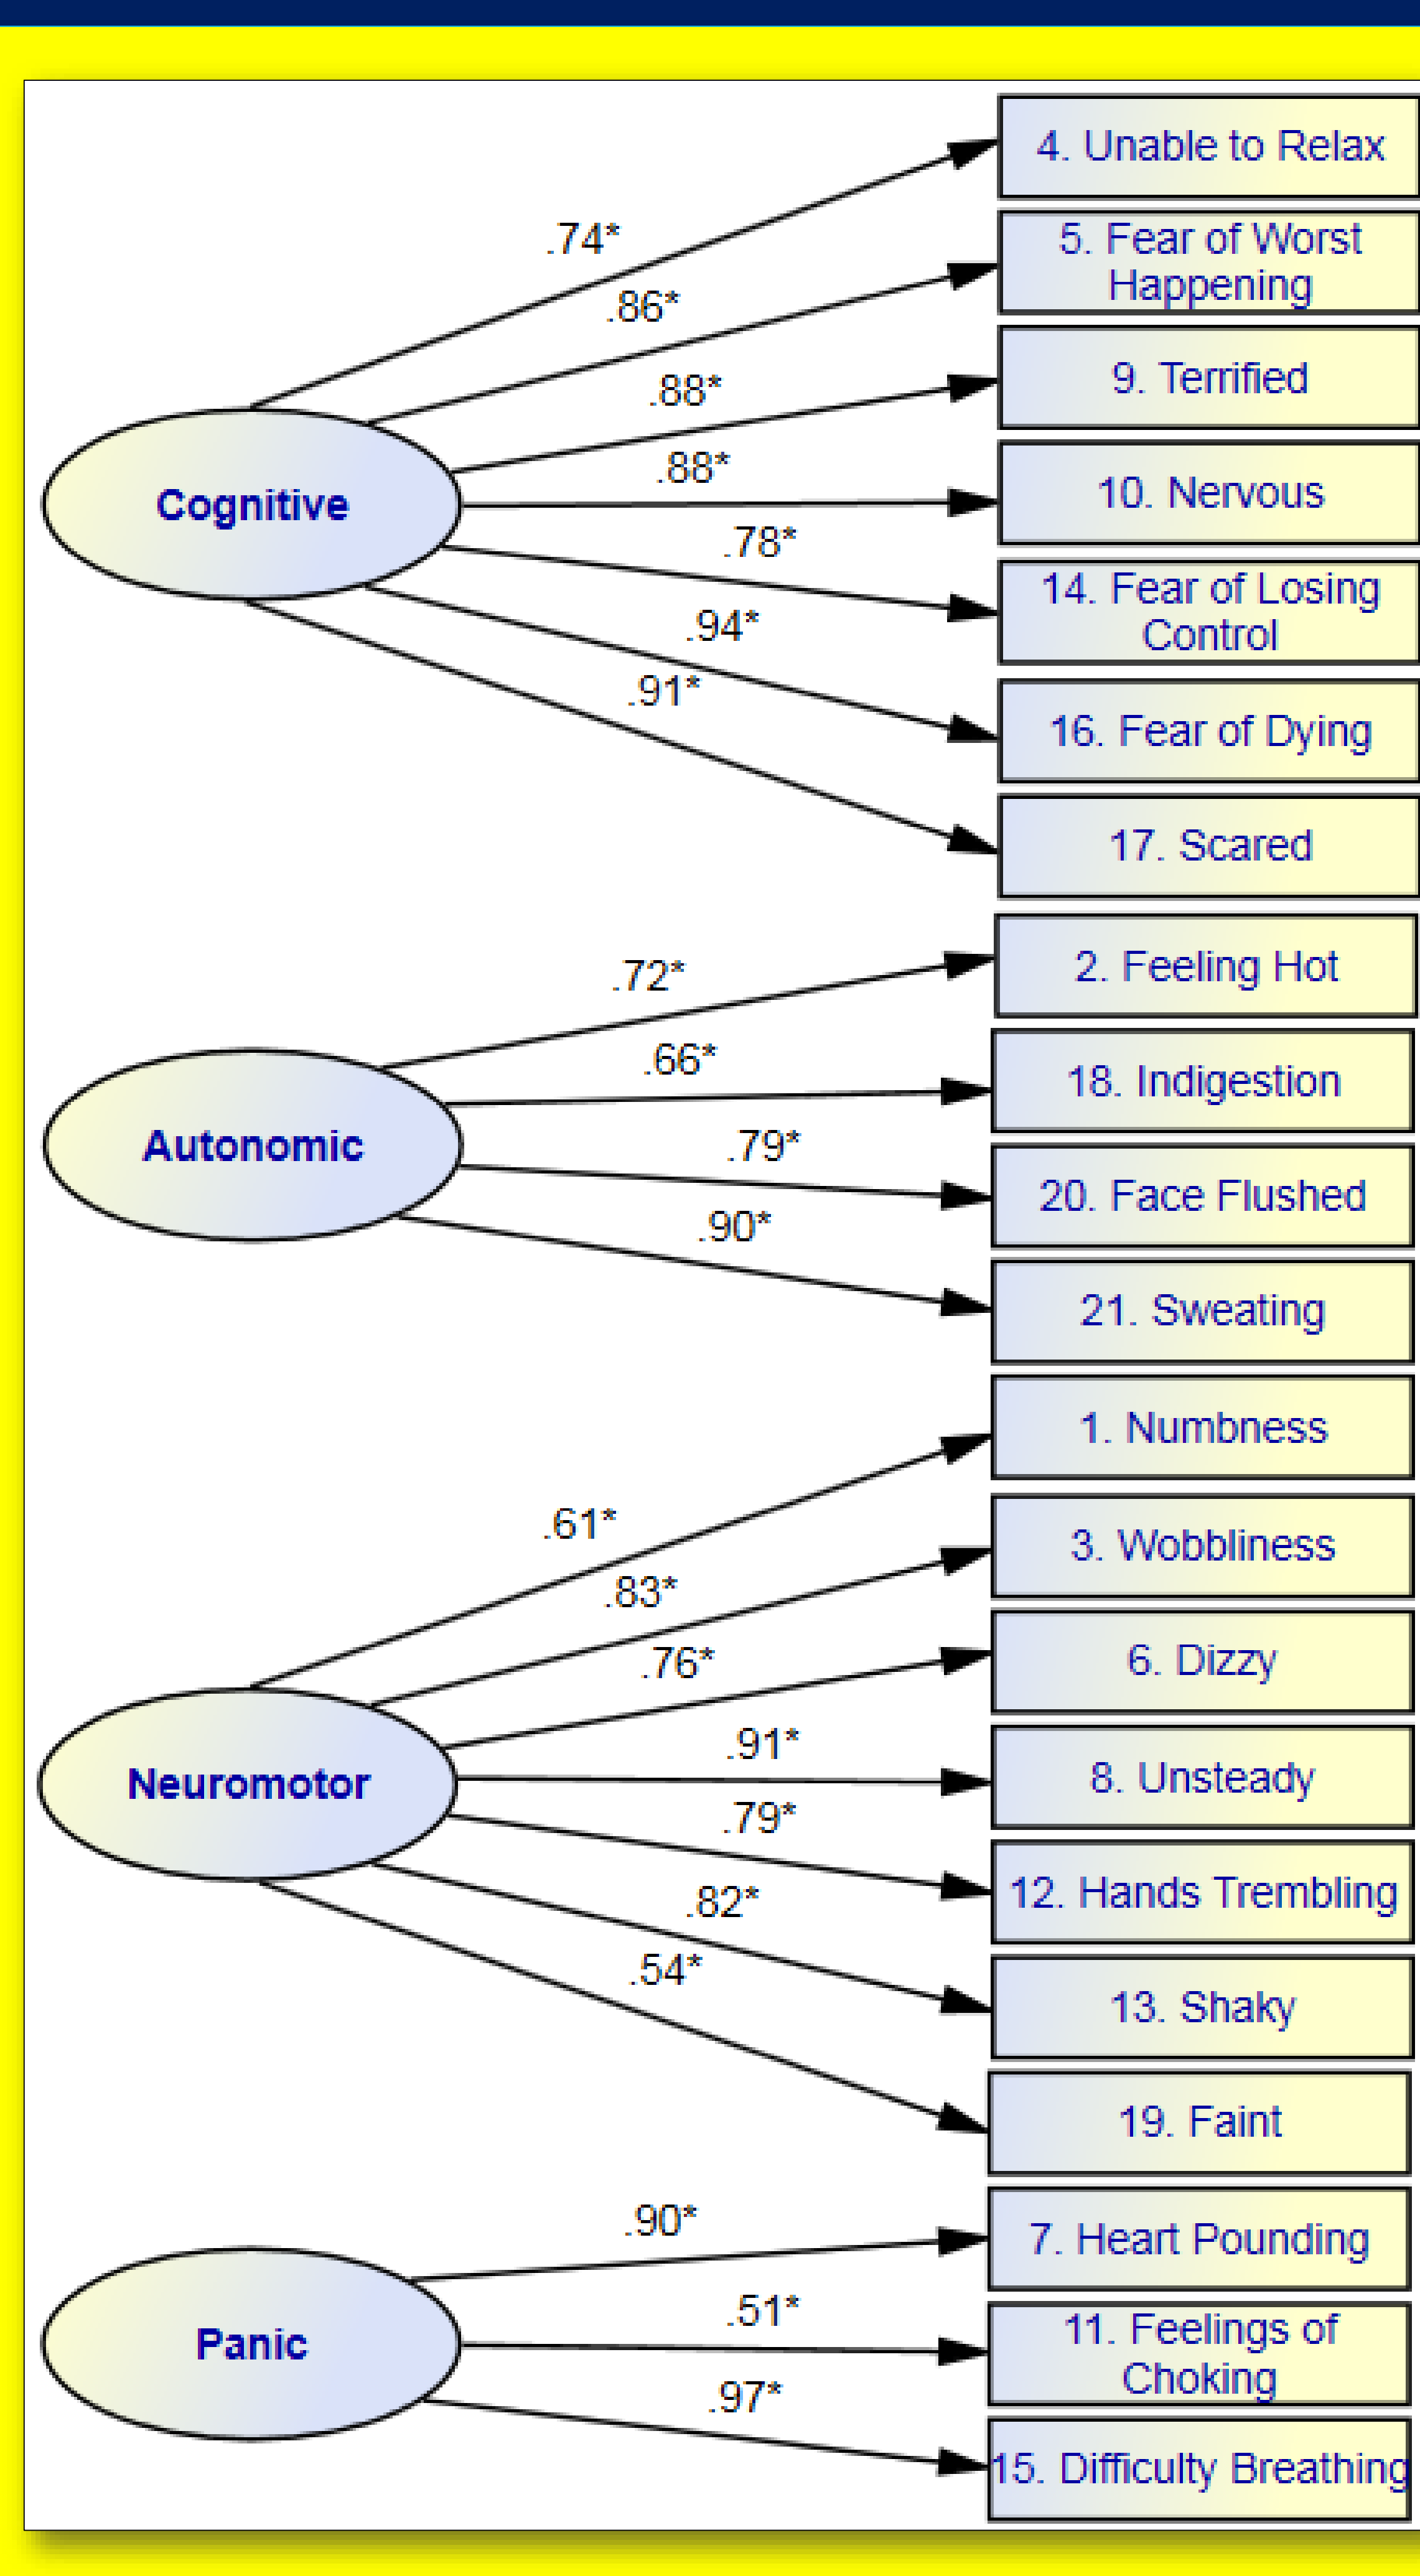 4. Unable to Relax
.74*
5. Fear of Worst
Happening
.86*
9. Terrified
.88*
10. Nervous
.88*
Cognitive
14. Fear of Losing
Control
.78*
16. Fear of Dying
.94*
17. Scared
.91*
2. Feeling Hot
.72*
18. Indigestion
.66*
Autonomic
20. Face Flushed
.79*
21. Sweating
.90*
1. Numbness
.61*
3. Wobbliness
.83*
6. Dizzy
.76*
8. Unsteady
.91*
Neuromotor
12. Hands Trembling
.79*
13. Shaky
.82*
19. Faint
.54*
7. Heart Pounding
.90*
11. Feelings of
Choking
.51*
Panic
15. Difficulty Breathing
.97*